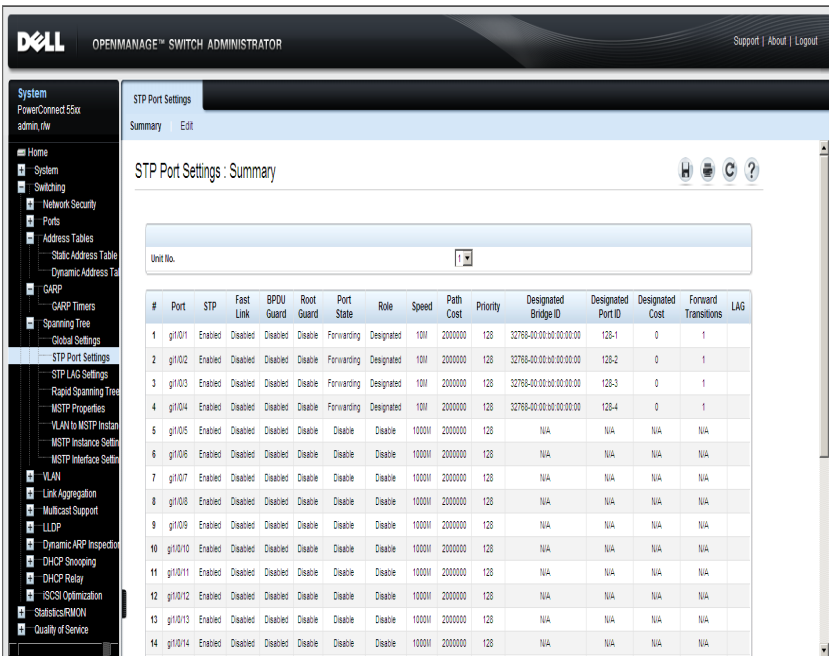 DELL OPENMANAGE™ SWITCH ADMINISTRATOR Support | About | Logout
System
PowerConnect 55xx
admin, r/w
Home
System
Switching
Network Security
Ports
Address Tables
Static Address Table
Dynamic Address Tal
GARP
GARP Timers
Spanning Tree
Global Settings
STP Port Settings
STP LAG Settings
Rapid Spanning Tree
MSTP Properties
VLAN to MSTP Instan
MSTP Instance Settin
MSTP Interface Settin
VLAN
Link Aggregation
Multicast Support
LLDP
Dynamic ARP Inspection
DHCP Snooping
DHCP Relay
iSCSI Optimization
Statistics/RMON
Quality of Service
STP Port Settings
Summary Edit
STP Port Settings : Summary
Unit No. 1
# Port STP Fast Link BPDU Guard Root Guard Port State Role Speed Path Cost Priority Designated Bridge ID Designated Port ID Designated Cost Forward Transitions LAG
1 gi1/0/1 Enabled Disabled Disabled Disable Forwarding Designated 10M 2000000 128 32768-00:00:b0:00:00:00 128-1 0 1
2 gi1/0/2 Enabled Disabled Disabled Disable Forwarding Designated 10M 2000000 128 32768-00:00:b0:00:00:00 128-2 0 1
3 gi1/0/3 Enabled Disabled Disabled Disable Forwarding Designated 10M 2000000 128 32768-00:00:b0:00:00:00 128-3 0 1
4 gi1/0/4 Enabled Disabled Disabled Disable Forwarding Designated 10M 2000000 128 32768-00:00:b0:00:00:00 128-4 0 1
5 gi1/0/5 Enabled Disabled Disabled Disable Disable Disable 1000M 2000000 128 N/A N/A N/A N/A
6 gi1/0/6 Enabled Disabled Disabled Disable Disable Disable 1000M 2000000 128 N/A N/A N/A N/A
7 gi1/0/7 Enabled Disabled Disabled Disable Disable Disable 1000M 2000000 128 N/A N/A N/A N/A
8 gi1/0/8 Enabled Disabled Disabled Disable Disable Disable 1000M 2000000 128 N/A N/A N/A N/A
9 gi1/0/9 Enabled Disabled Disabled Disable Disable Disable 1000M 2000000 128 N/A N/A N/A N/A
10 gi1/0/10 Enabled Disabled Disabled Disable Disable Disable 1000M 2000000 128 N/A N/A N/A N/A
11 gi1/0/11 Enabled Disabled Disabled Disable Disable Disable 1000M 2000000 128 N/A N/A N/A N/A
12 gi1/0/12 Enabled Disabled Disabled Disable Disable Disable 1000M 2000000 128 N/A N/A N/A N/A
13 gi1/0/13 Enabled Disabled Disabled Disable Disable Disable 1000M 2000000 128 N/A N/A N/A N/A
14 gi1/0/14 Enabled Disabled Disabled Disable Disable Disable 1000M 2000000 128 N/A N/A N/A N/A